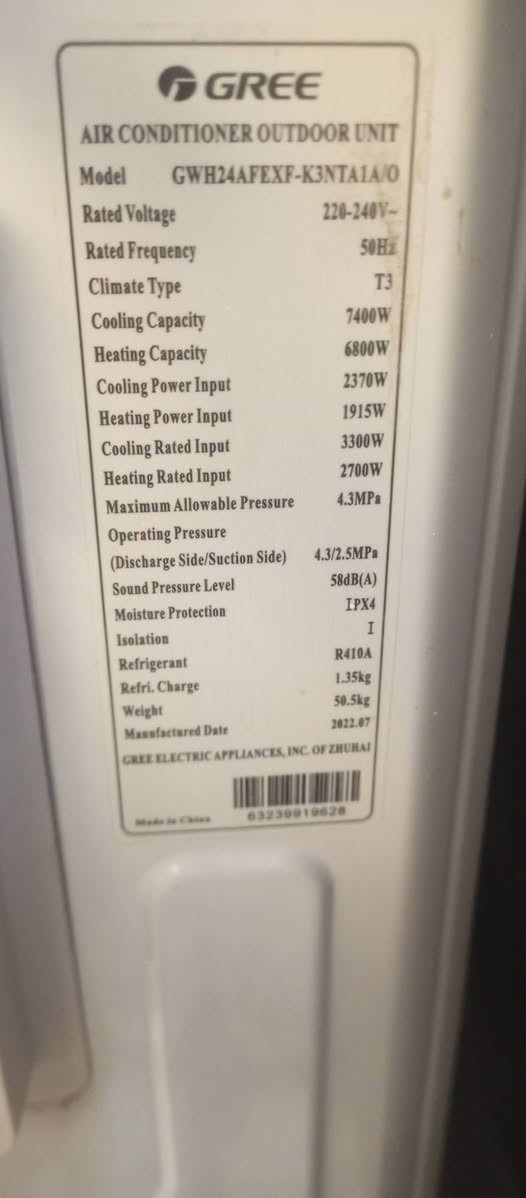 GREE
AIR CONDITIONER OUTDOOR UNIT
Model GWH24AFEXF-K3NTA1A/O
Rated Voltage 220-240V~
Rated Frequency 50Hz
Climate Type T3
Cooling Capacity 7400W
Heating Capacity 6800W
Cooling Power Input 2370W
Heating Power Input 1915W
Cooling Rated Input 3300W
Heating Rated Input 2700W
Maximum Allowable Pressure 4.3MPa
Operating Pressure
(Discharge Side/Suction Side) 4.3/2.5MPa
Sound Pressure Level 58dB(A)
Moisture Protection IPX4
Isolation I
Refrigerant R410A
Refri. Charge 1.35kg
Weight 50.5kg
Manufactured Date 2022.07
GREE ELECTRIC APPLIANCES, INC. OF ZHUHAI
Made in China 63239919628